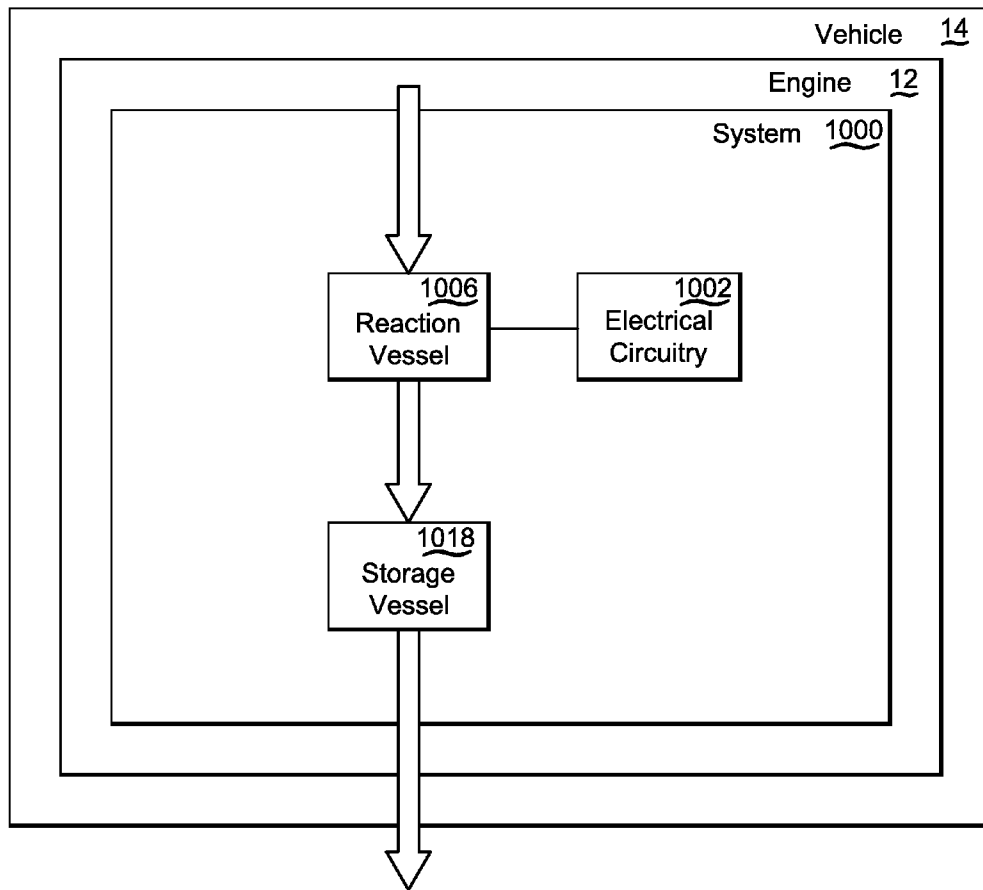 Vehicle 14
Engine 12
System 1000
1006
Reaction
Vessel
1002
Electrical
Circuitry
1018
Storage
Vessel